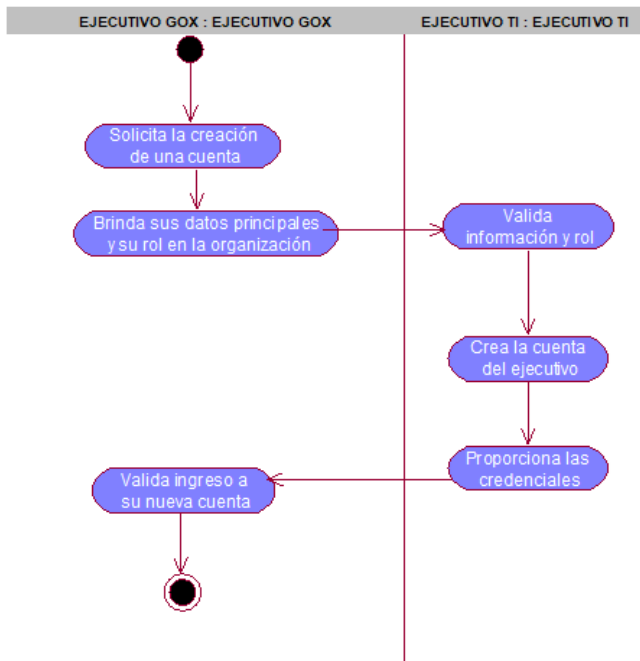 EJECUTIVO GOX : EJECUTIVO GOX
EJECUTIVO TI : EJECUTIVO TI
Solicita la creación
de una cuenta
Brinda sus datos principales
y su rol en la organización
Valida
información y rol
Crea la cuenta
del ejecutivo
Proporciona las
credenciales
Valida ingreso a
su nueva cuenta